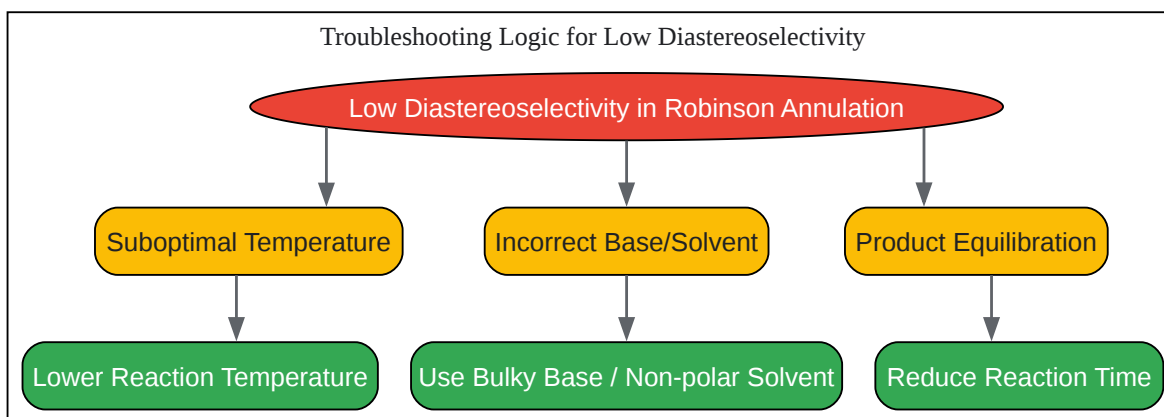 Troubleshooting Logic for Low Diastereoselectivity
Low Diastereoselectivity in Robinson Annulation
Suboptimal Temperature
Incorrect Base/Solvent
Product Equilibration
Lower Reaction Temperature
Use Bulky Base / Non-polar Solvent
Reduce Reaction Time